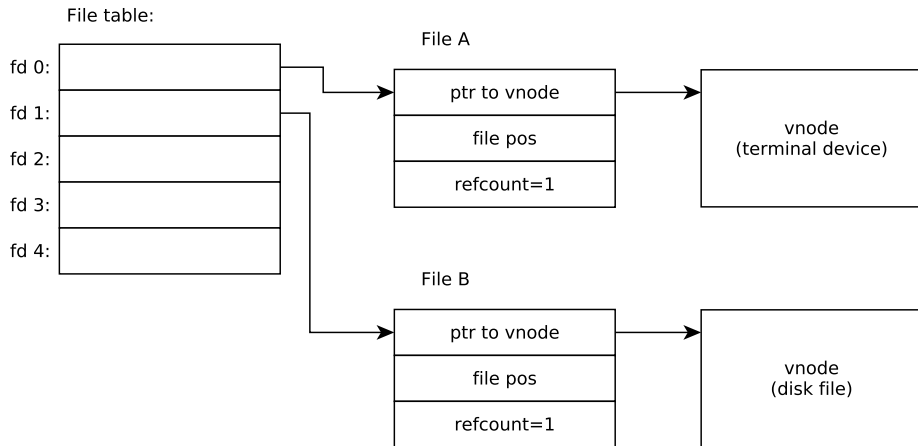 File table:
fd 0:
fd 1:
fd 2:
fd 3:
fd 4:
File A
ptr to vnode
file pos
refcount=1
vnode
(terminal device)
File B
ptr to vnode
file pos
refcount=1
vnode
(disk file)